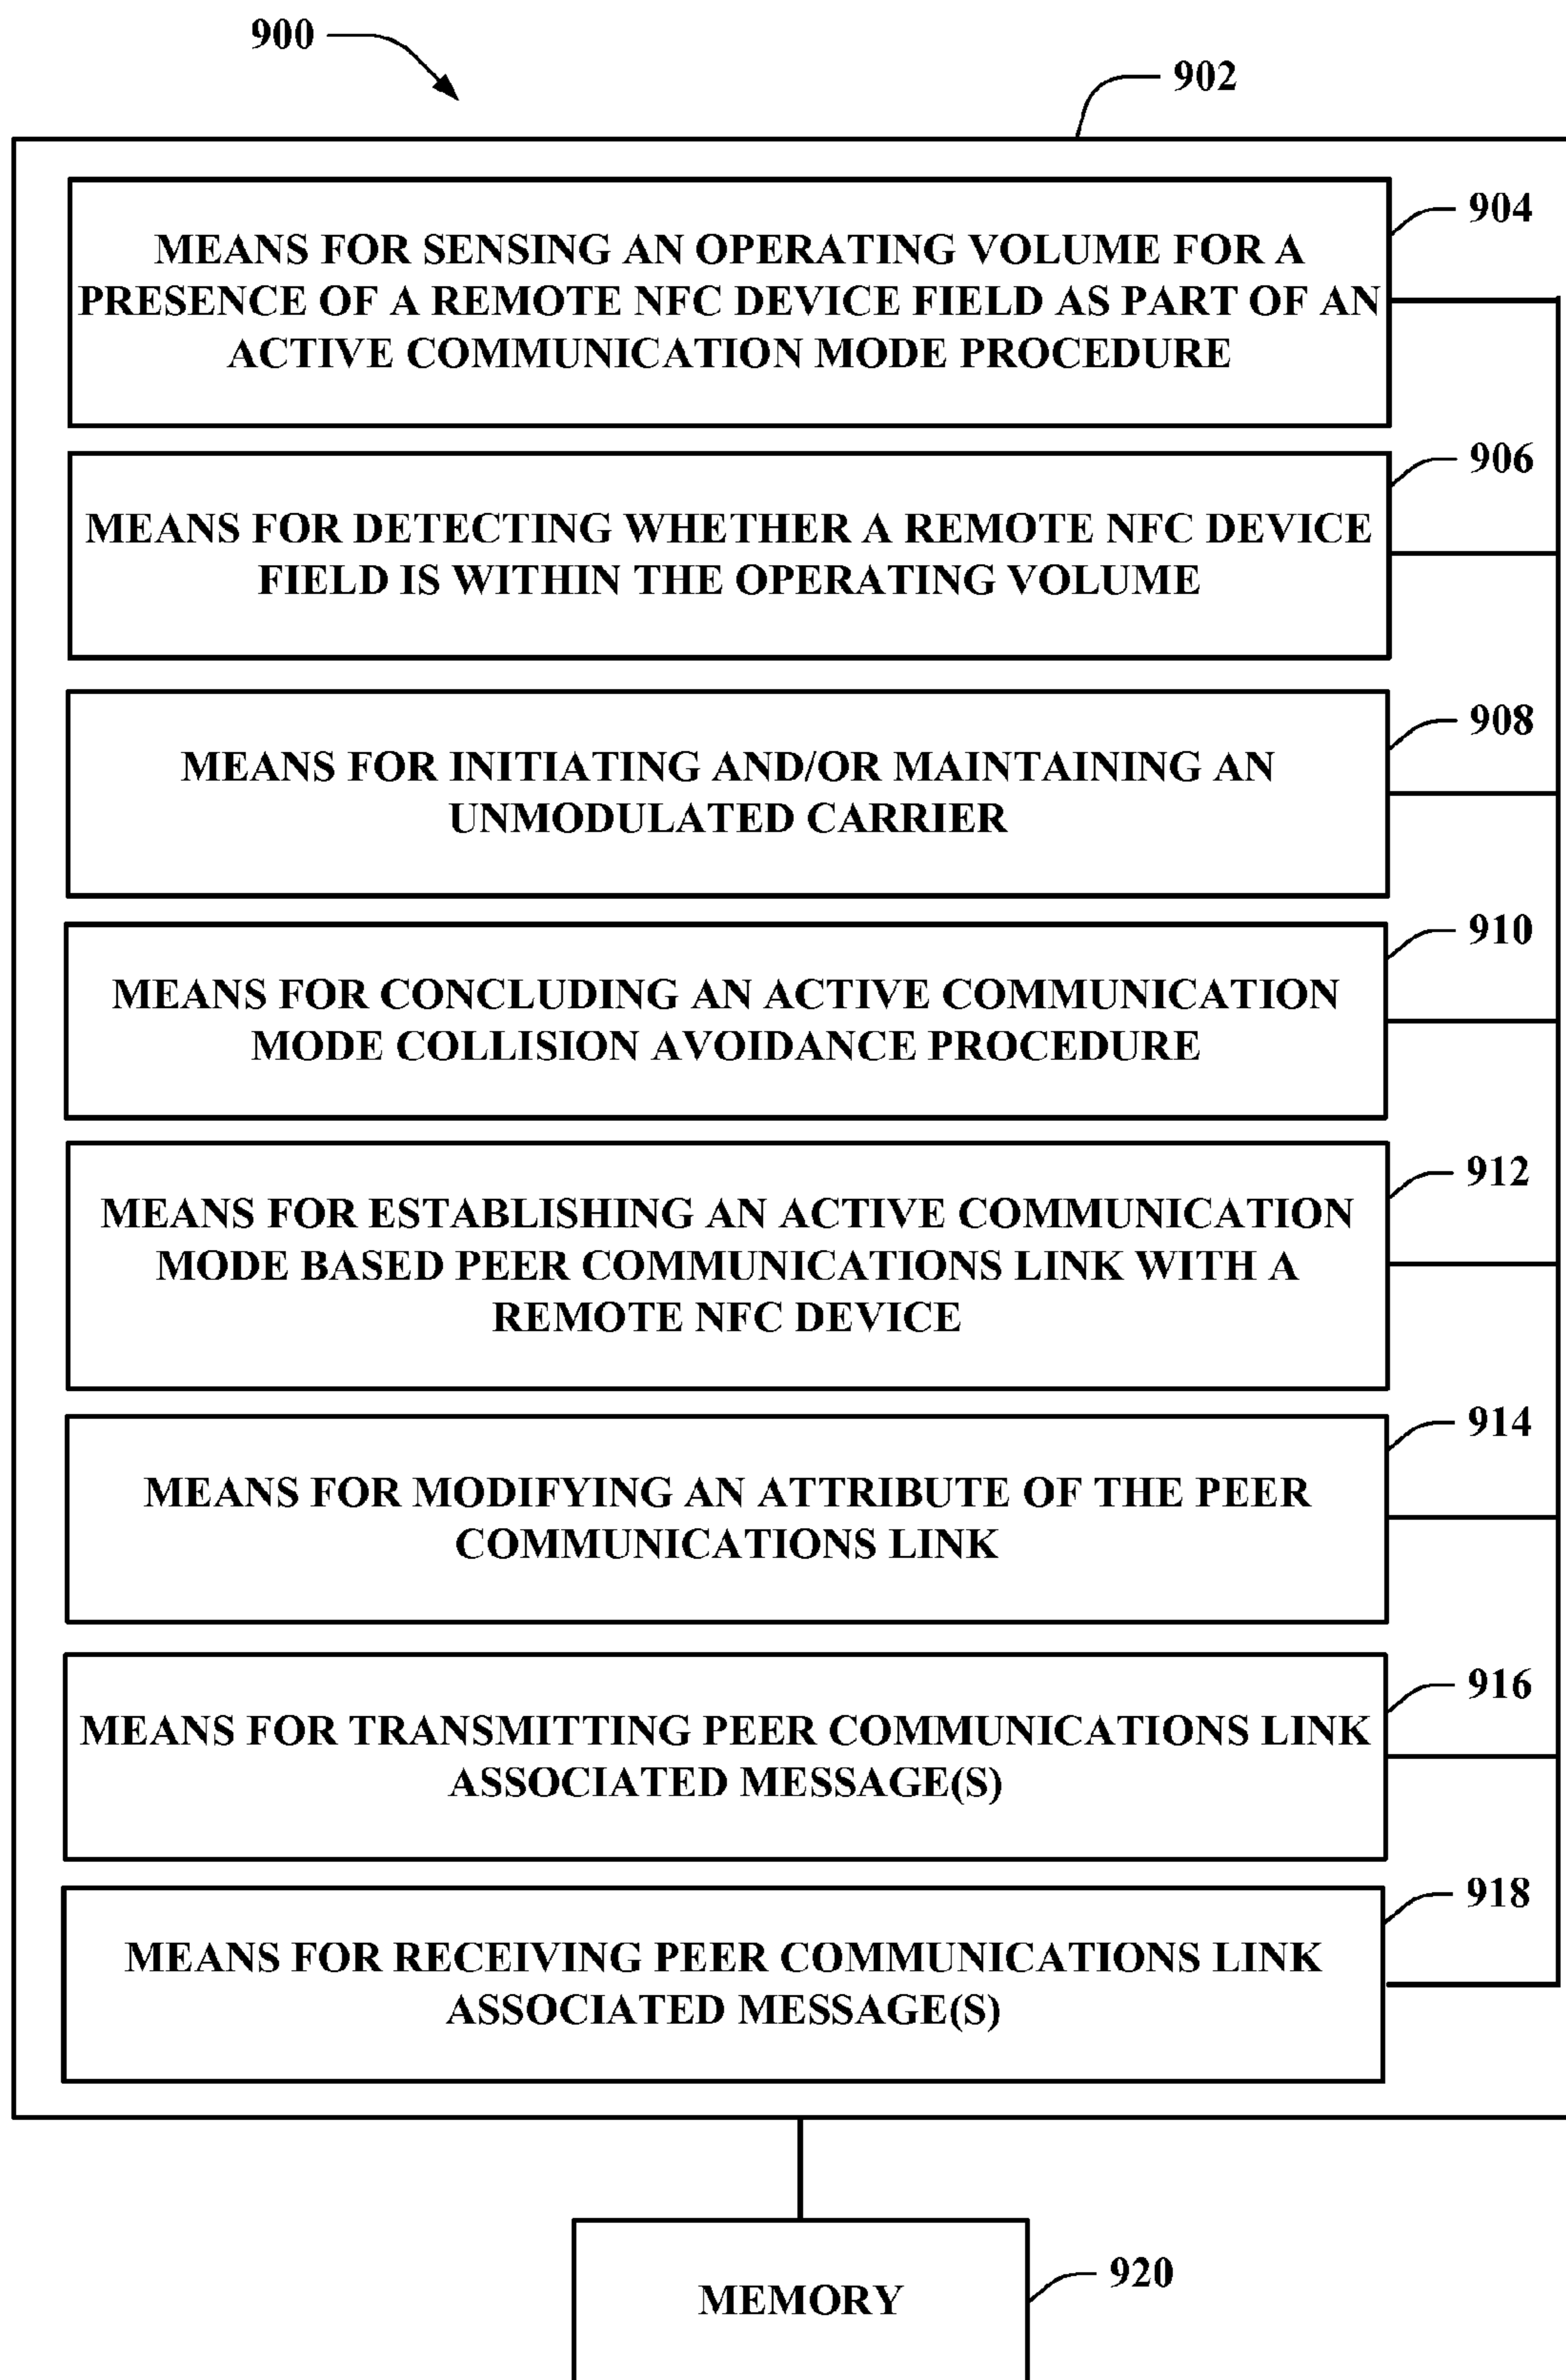 900
902
904
MEANS FOR SENSING AN OPERATING VOLUME FOR A
PRESENCE OF A REMOTE NFC DEVICE FIELD AS PART OF AN
ACTIVE COMMUNICATION MODE PROCEDURE
906
MEANS FOR DETECTING WHETHER A REMOTE NFC DEVICE
FIELD IS WITHIN THE OPERATING VOLUME
908
MEANS FOR INITIATING AND/OR MAINTAINING AN
UNMODULATED CARRIER
910
MEANS FOR CONCLUDING AN ACTIVE COMMUNICATION
MODE COLLISION AVOIDANCE PROCEDURE
912
MEANS FOR ESTABLISHING AN ACTIVE COMMUNICATION
MODE BASED PEER COMMUNICATIONS LINK WITH A
REMOTE NFC DEVICE
914
MEANS FOR MODIFYING AN ATTRIBUTE OF THE PEER
COMMUNICATIONS LINK
916
MEANS FOR TRANSMITTING PEER COMMUNICATIONS LINK
ASSOCIATED MESSAGE(S)
918
MEANS FOR RECEIVING PEER COMMUNICATIONS LINK
ASSOCIATED MESSAGE(S)
920
MEMORY